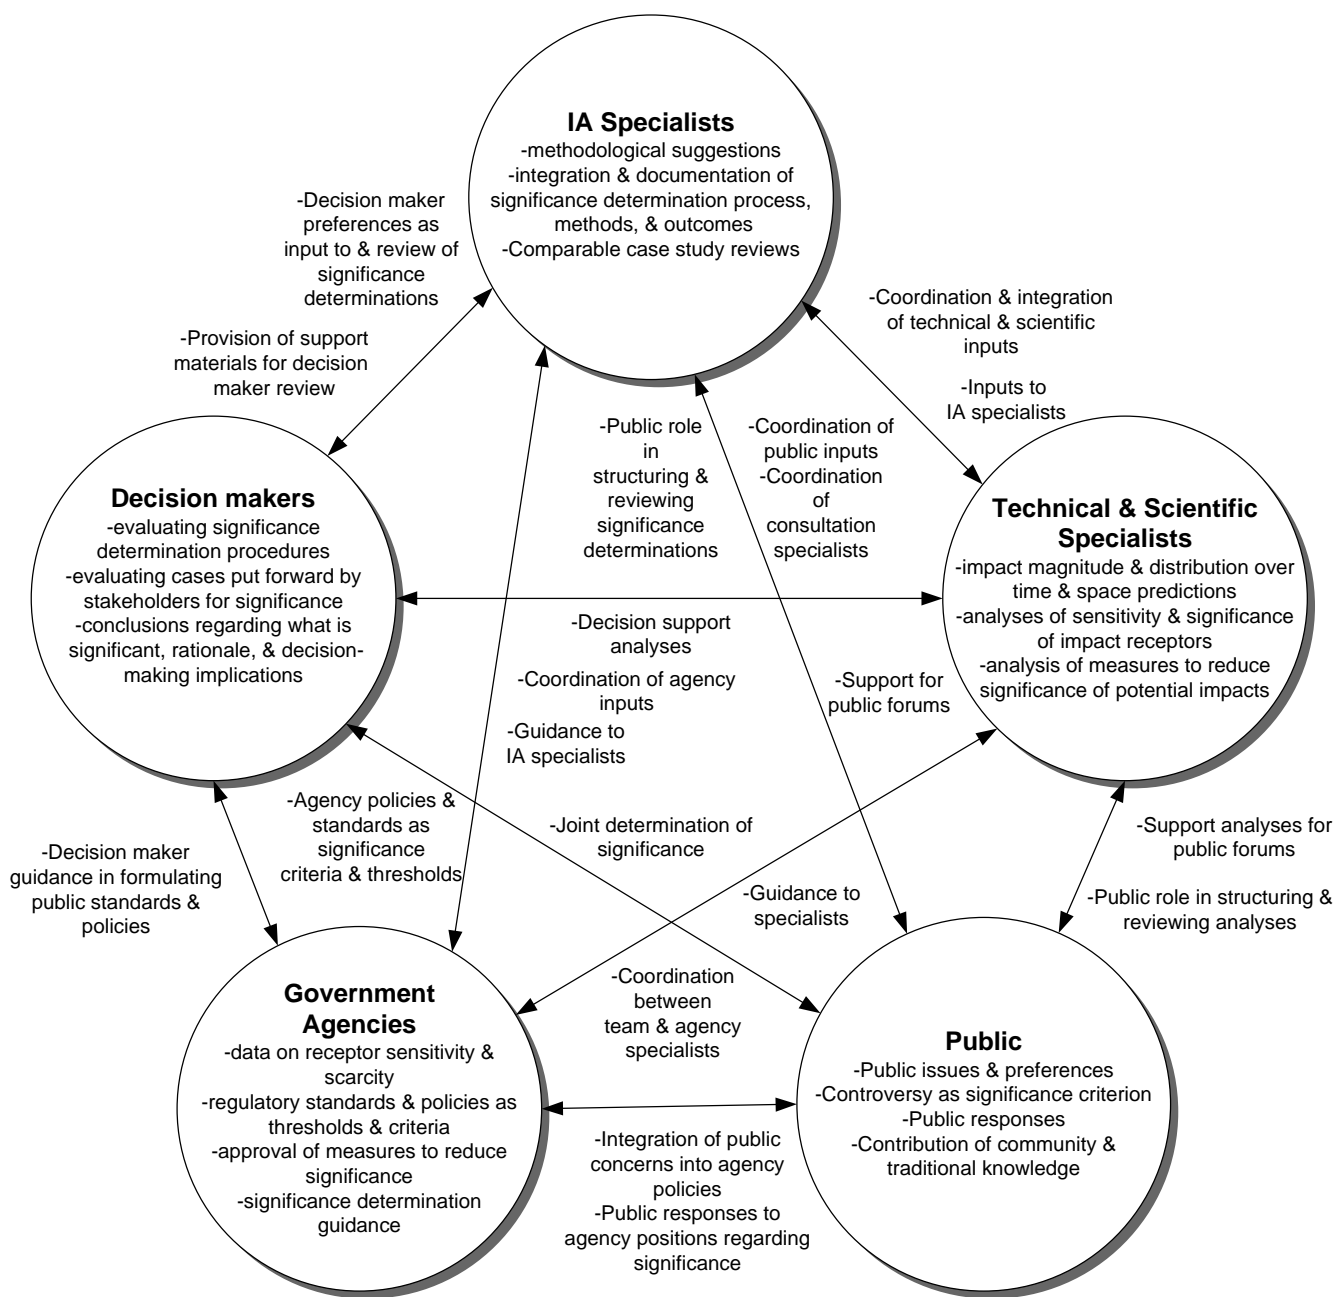 IA Specialists
-methodological suggestions
-integration & documentation of
significance determination process,
methods, & outcomes
-Comparable case study reviews
-Decision maker
preferences as
input to & review of
significance
determinations
-Provision of support
materials for decision
maker review
-Coordination & integration
of technical & scientific
inputs
-Inputs to
IA specialists
-Public role
in
structuring &
reviewing
significance
determinations
-Coordination of
public inputs
-Coordination
of
consultation
specialists
Decision makers
-evaluating significance
determination procedures
-evaluating cases put forward by
stakeholders for significance
-conclusions regarding what is
significant, rationale, & decision-
making implications
Technical & Scientific
Specialists
-impact magnitude & distribution over
time & space predictions
-analyses of sensitivity & significance
of impact receptors
-analysis of measures to reduce
significance of potential impacts
-Decision support
analyses
-Coordination of agency
inputs
-Guidance to
IA specialists
-Support for
public forums
-Agency policies &
standards as
significance
criteria & thresholds
-Joint determination of
significance
-Decision maker
guidance in formulating
public standards &
policies
-Support analyses for
public forums
-Public role in structuring &
reviewing analyses
-Guidance to
specialists
-Coordination
between
team & agency
specialists
Government
Agencies
-data on receptor sensitivity &
scarcity
-regulatory standards & policies as
thresholds & criteria
-approval of measures to reduce
significance
-significance determination
guidance
Public
-Public issues & preferences
-Controversy as significance criterion
-Public responses
-Contribution of community &
traditional knowledge
-Integration of public
concerns into agency
policies
-Public responses to
agency positions regarding
significance